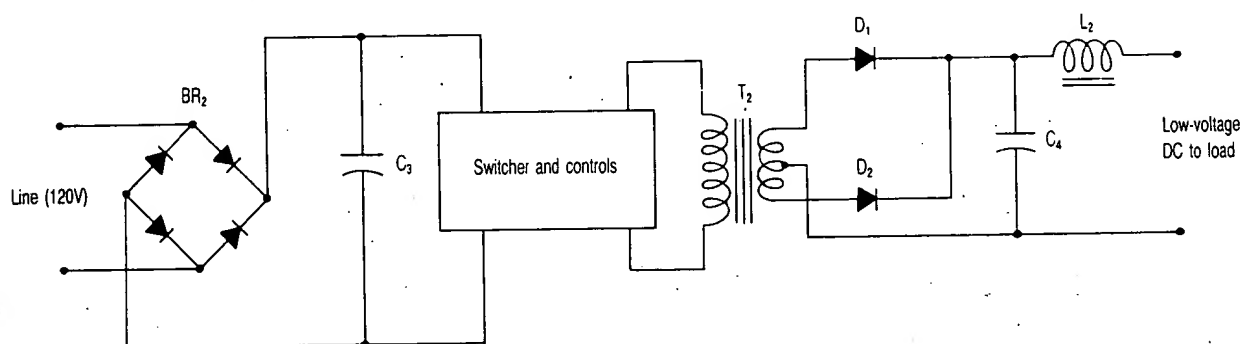 Line (120V)
BR₂
C₃
Switcher and controls
T₂
D₁
D₂
C₄
L₂
Low-voltage
DC to load